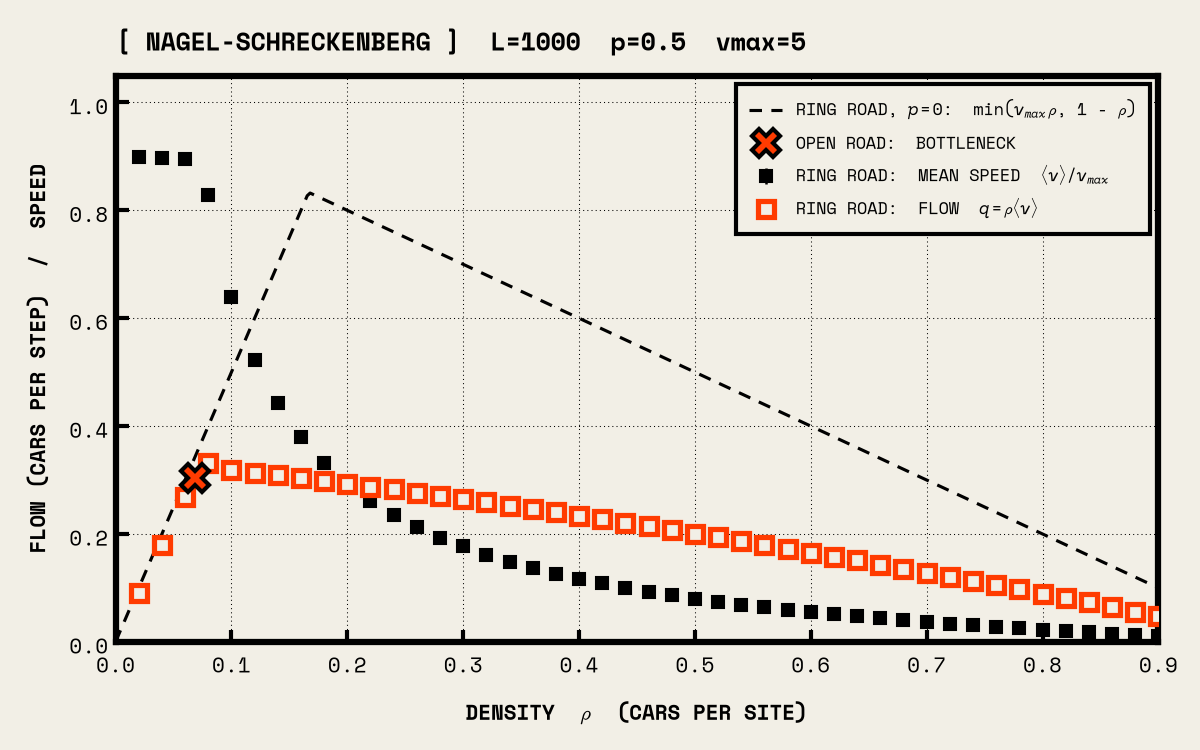 [ NAGEL-SCHRECKENBERG ] L=1000 p=0.5 vmax=5
RING ROAD, p=0: min(v_max ρ, 1 - ρ)
OPEN ROAD: BOTTLENECK
RING ROAD: MEAN SPEED ⟨v⟩/v_max
RING ROAD: FLOW q=ρ⟨v⟩
FLOW (CARS PER STEP) / SPEED
1.0
0.8
0.6
0.4
0.2
0.0
0.0 0.1 0.2 0.3 0.4 0.5 0.6 0.7 0.8 0.9
DENSITY ρ (CARS PER SITE)